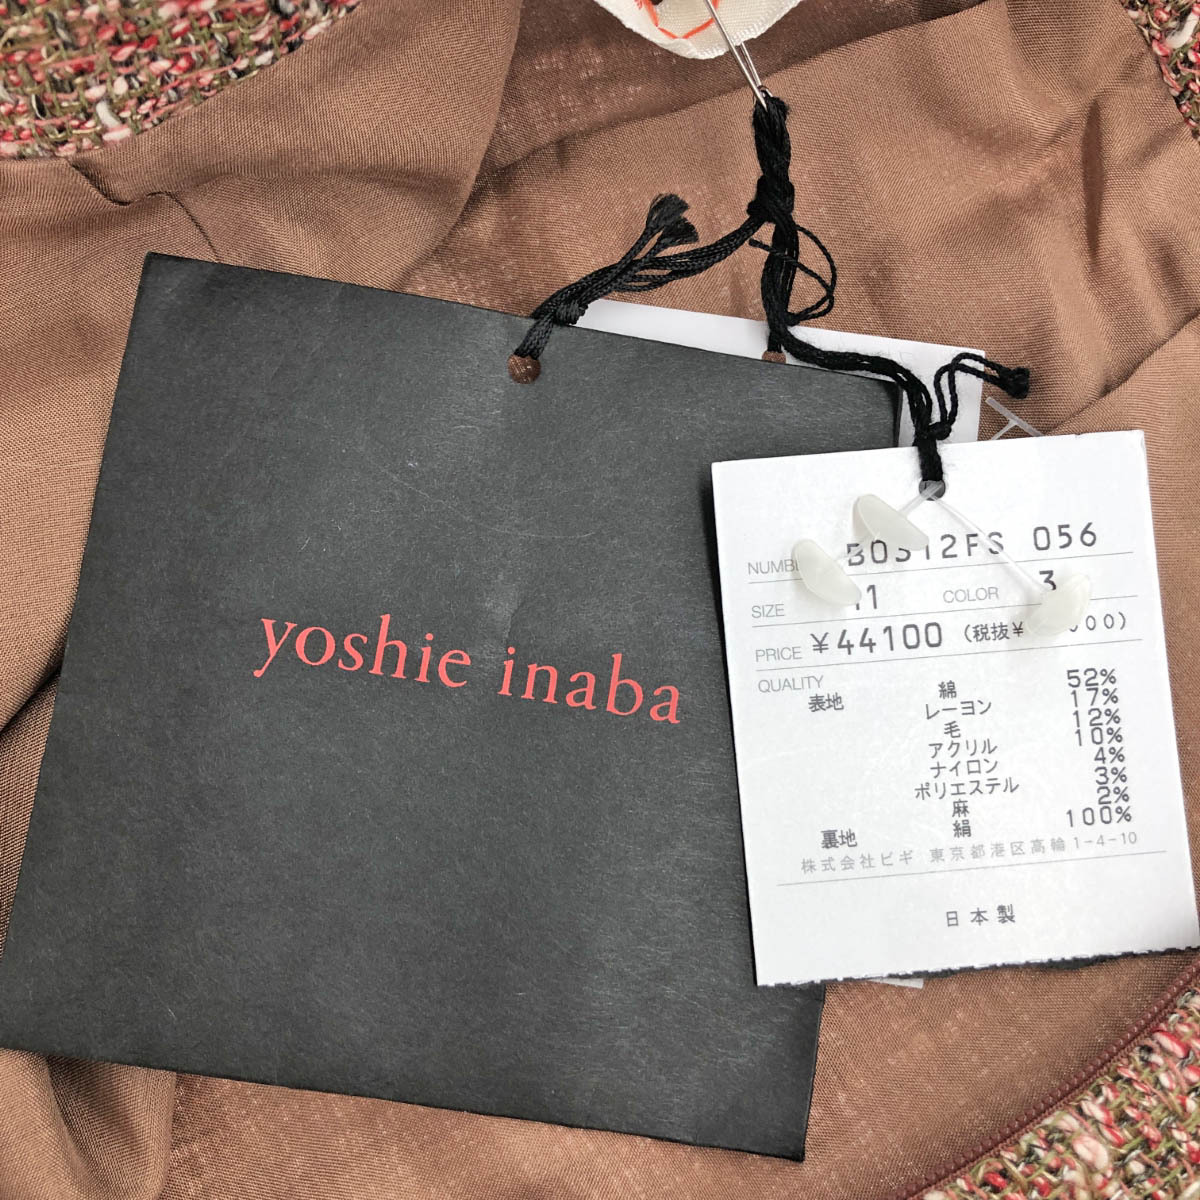 yoshie inaba
B0312FS 056
SIZE 11 COLOR 3
PRICE ¥44100 (税抜¥ 000)
QUALITY
表地 綿 52%
レーヨン 17%
毛 12%
アクリル 10%
ナイロン 4%
ポリエステル 3%
麻 2%
裏地 絹 100%
株式会社ビギ 東京都港区高輪1-4-10
日本製